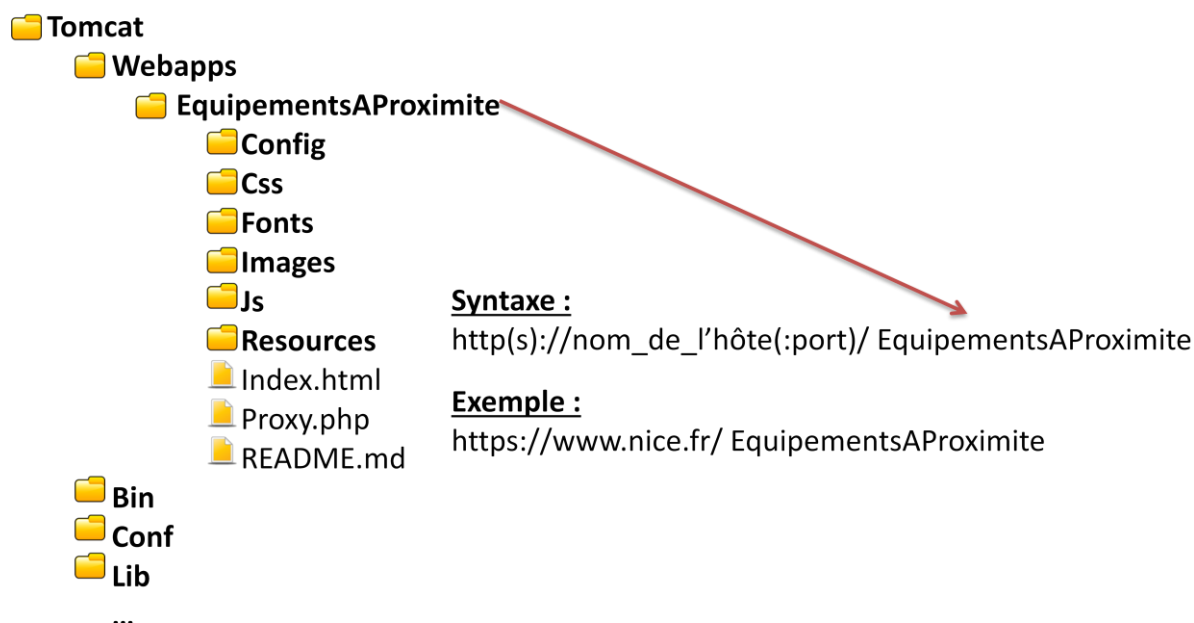 Tomcat
Webapps
EquipementsAProximite
Config
Css
Fonts
Images
Js
Resources
Index.html
Proxy.php
README.md
Syntaxe :
http(s)://nom_de_l’hôte(:port)/ EquipementsAProximite
Exemple :
https://www.nice.fr/ EquipementsAProximite
Bin
Conf
Lib
...